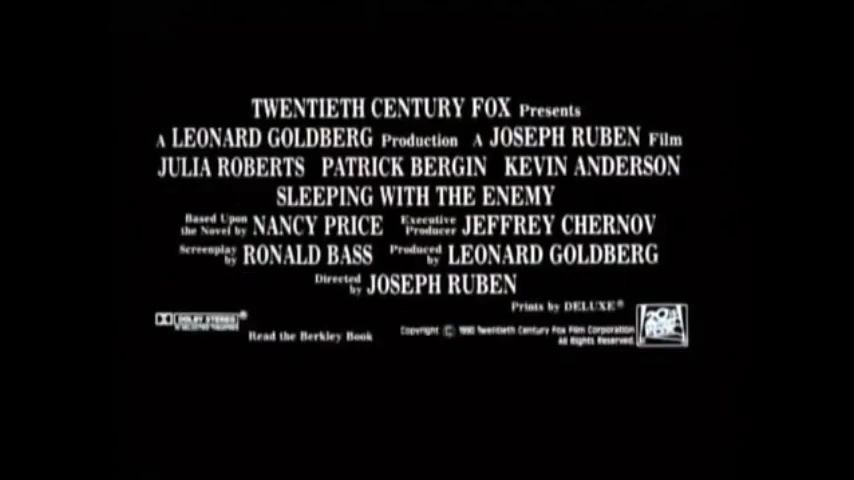 TWENTIETH CENTURY FOX Presents
A LEONARD GOLDBERG Production A JOSEPH RUBEN Film
JULIA ROBERTS PATRICK BERGIN KEVIN ANDERSON
SLEEPING WITH THE ENEMY
Based Upon the Novel by NANCY PRICE Executive Producer JEFFREY CHERNOV
Screenplay by RONALD BASS Produced by LEONARD GOLDBERG
Directed by JOSEPH RUBEN
Prints by DELUXE®
DOLBY STEREO®
IN SELECTED THEATRES
Read the Berkley Book
Copyright © 1990 Twentieth Century Fox Film Corporation
All Rights Reserved
20th CENTURY FOX